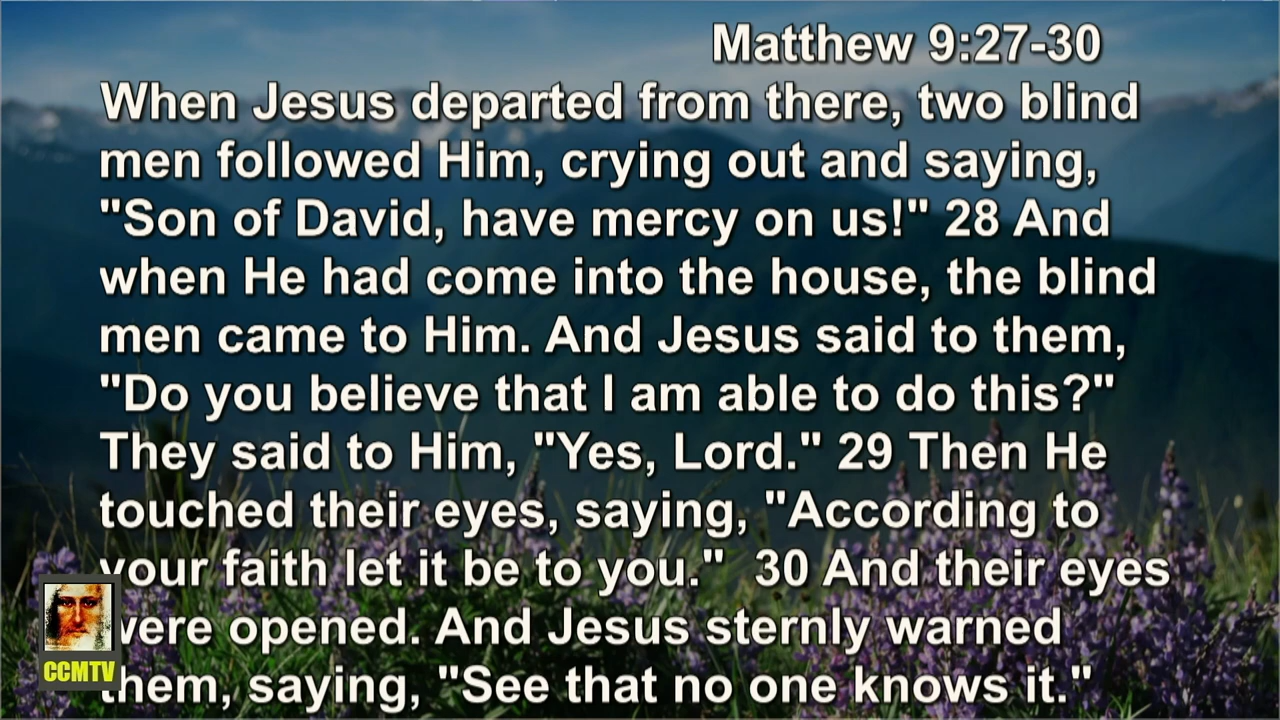 Matthew 9:27-30
When Jesus departed from there, two blind
men followed Him, crying out and saying,
"Son of David, have mercy on us!" 28 And
when He had come into the house, the blind
men came to Him. And Jesus said to them,
"Do you believe that I am able to do this?"
They said to Him, "Yes, Lord." 29 Then He
touched their eyes, saying, "According to
your faith let it be to you."  30 And their eyes
were opened. And Jesus sternly warned
them, saying, "See that no one knows it."
CCMTV